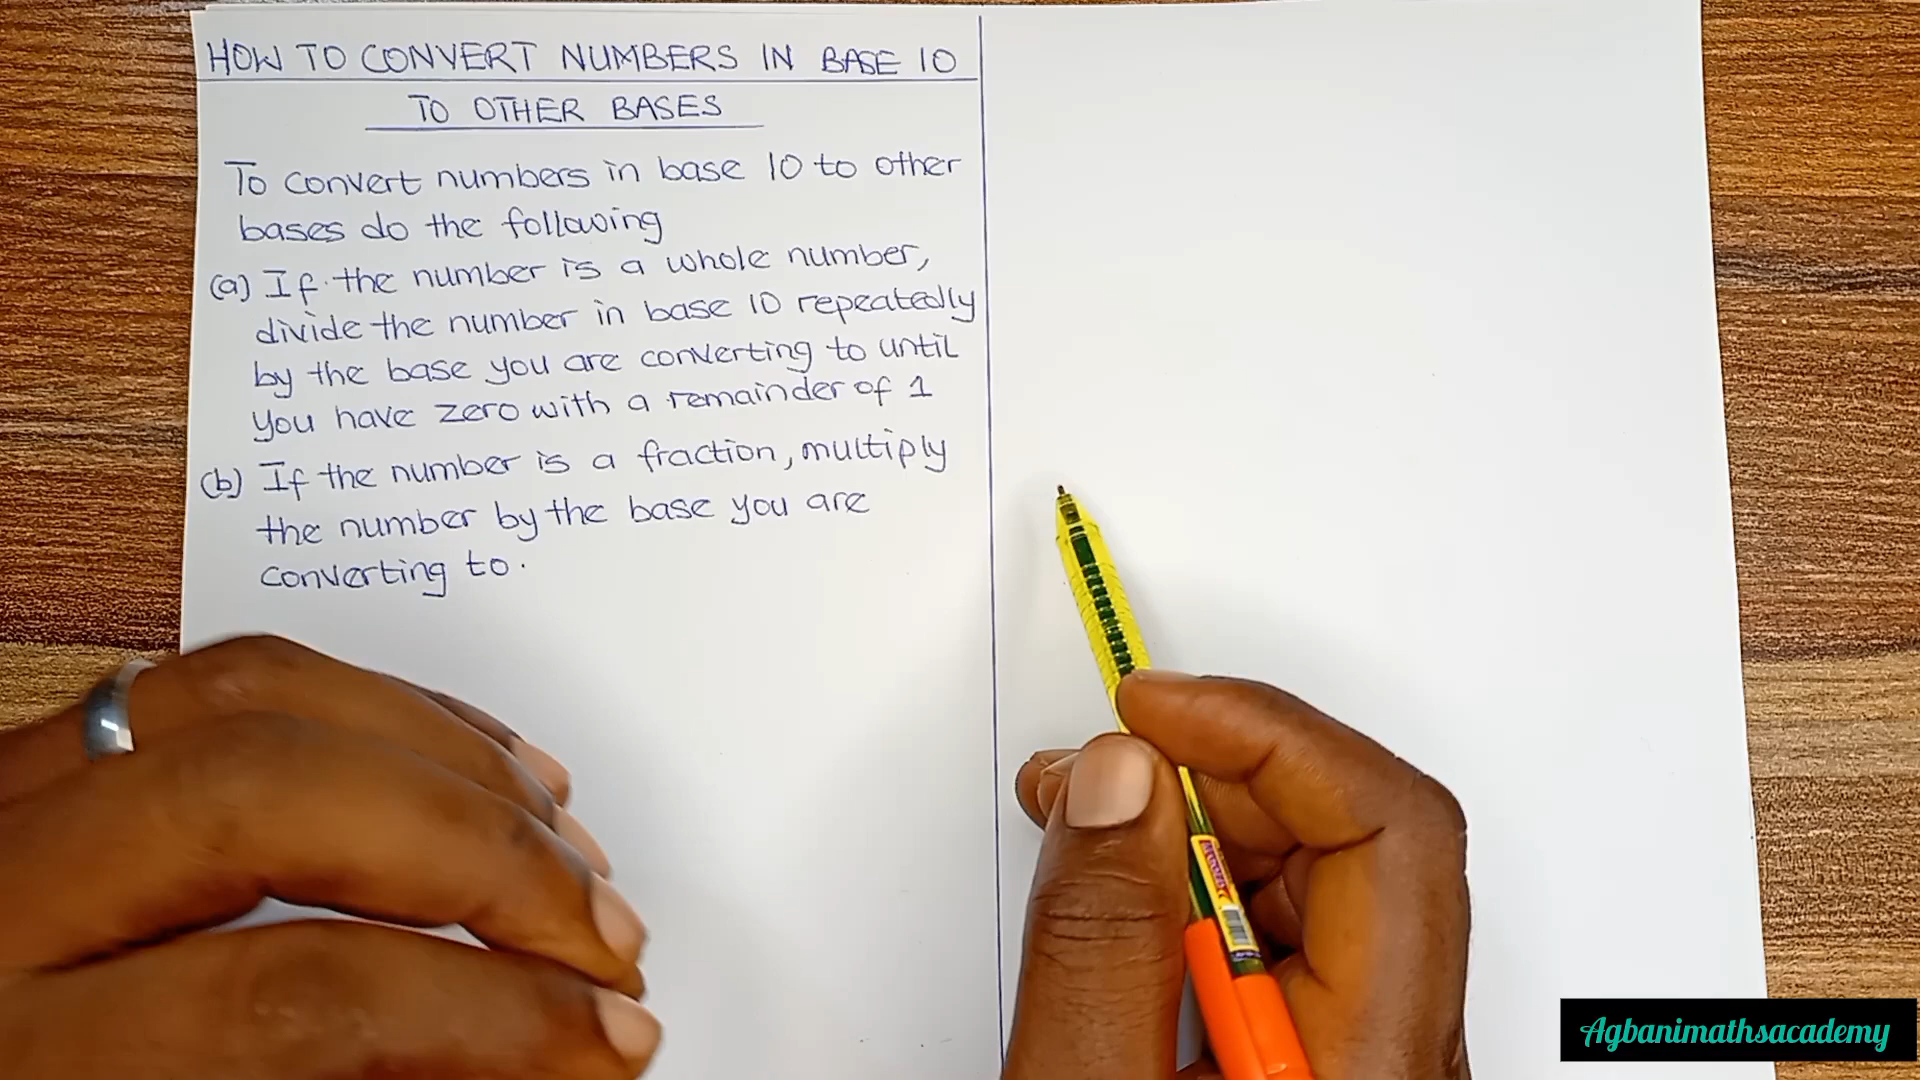 HOW TO CONVERT NUMBERS IN BASE 10
TO OTHER BASES
To convert numbers in base 10 to other
bases do the following
(a) If the number is a whole number,
divide the number in base 10 repeatedly
by the base you are converting to until
you have zero with a remainder of 1
(b) If the number is a fraction, multiply
the number by the base you are
converting to.
Agbanimathsacademy